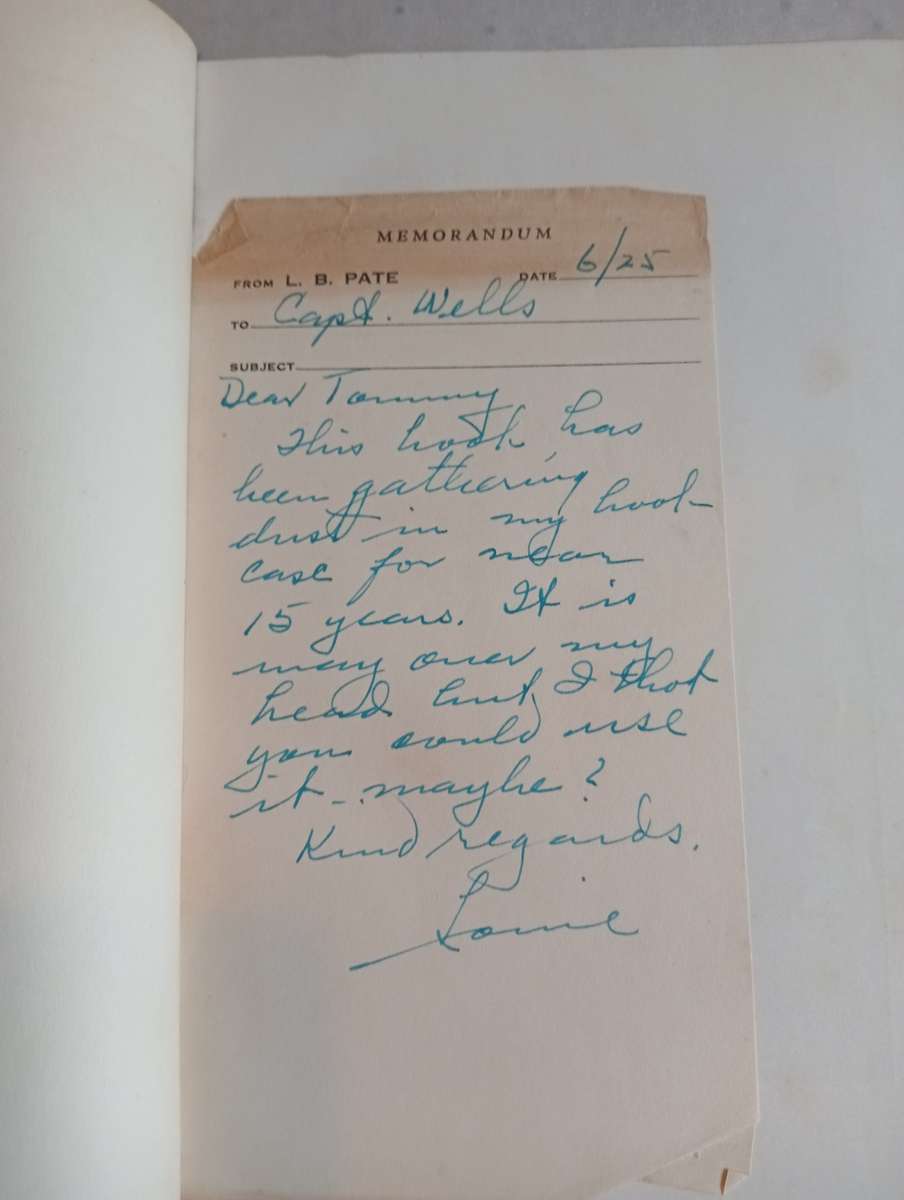 MEMORANDUM
FROM L. B. PATE DATE 6/25
TO Capt. Wells
SUBJECT
Dear Tommy
This book has
been gathering
dust in my book-
case for near
15 years. It is
way over my
head but I thot
you could use
it - maybe?
Kind regards.
Louie